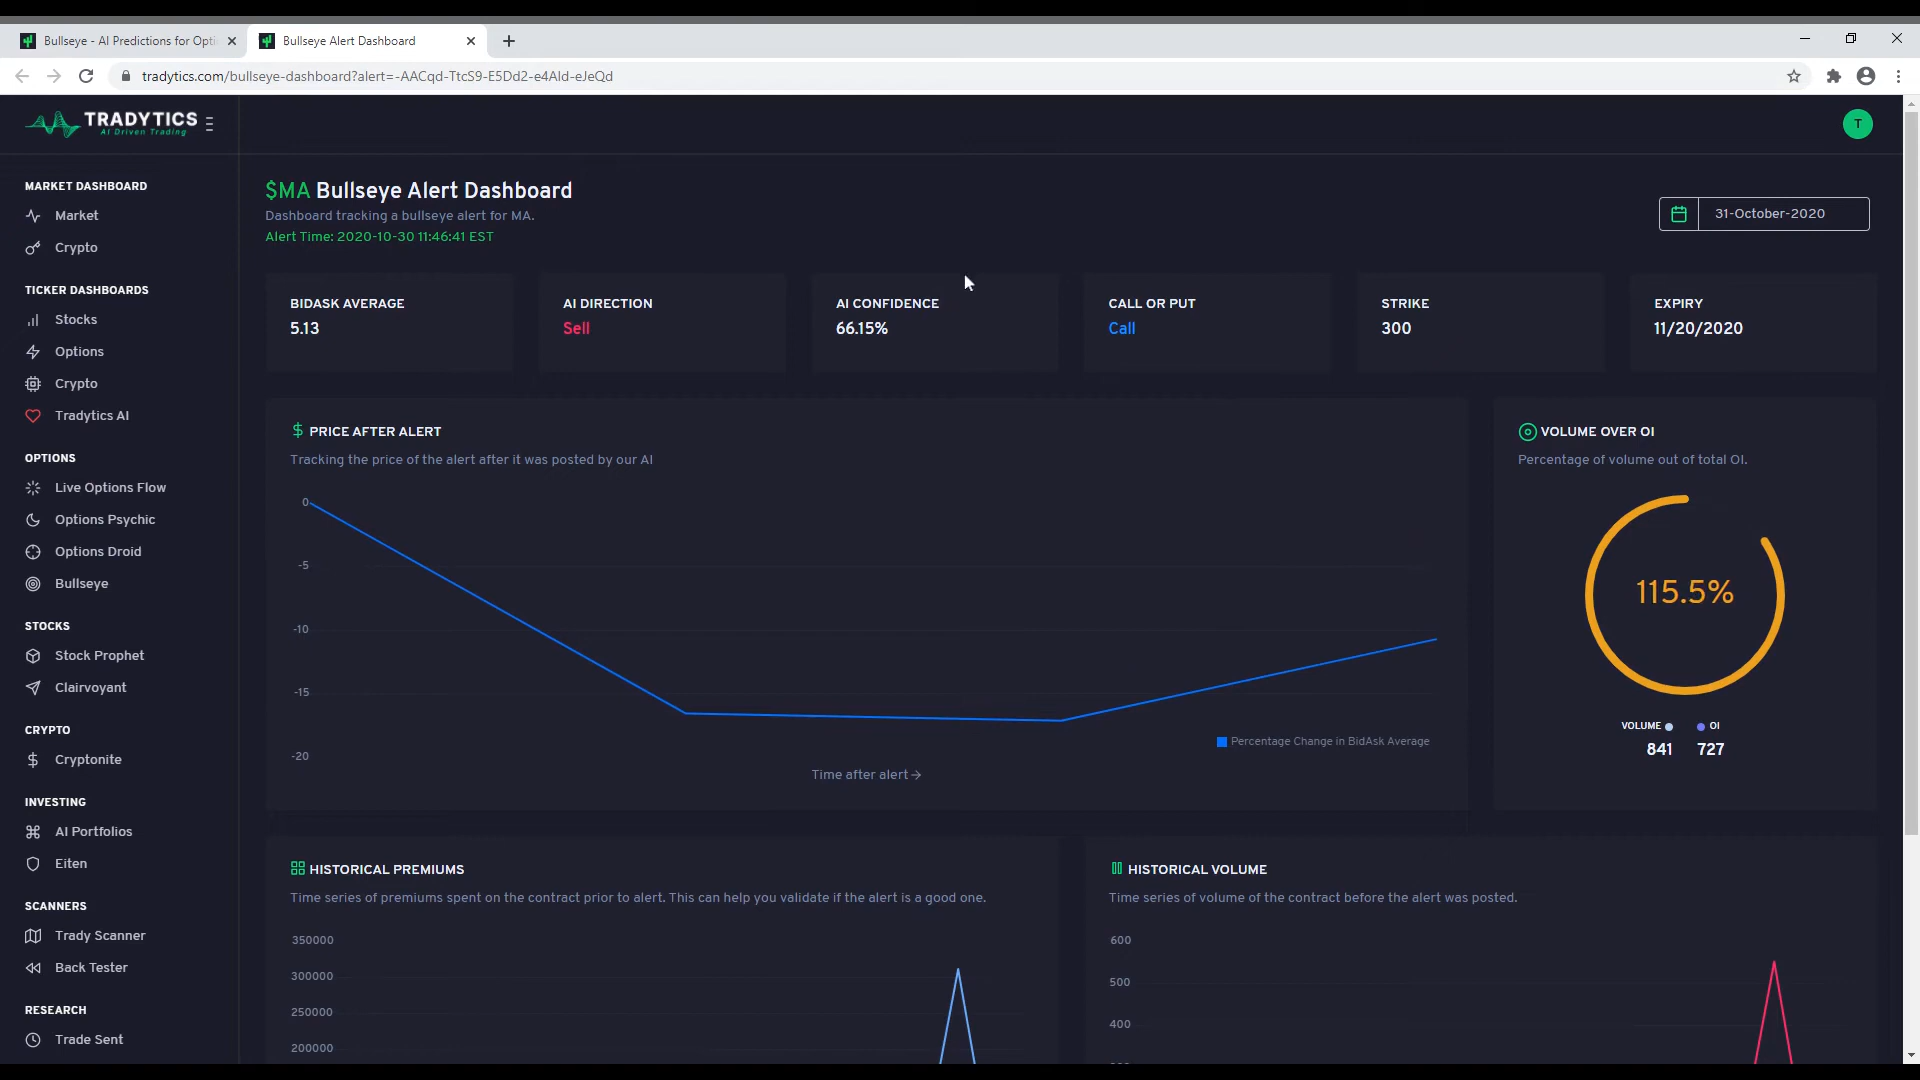 Bullseye - AI Predictions for Opti
Bullseye Alert Dashboard
tradytics.com/bullseye-dashboard?alert=-AACqd-TtcS9-E5Dd2-e4AId-eJeQd
TRADYTICS
AI Driven Trading
T
MARKET DASHBOARD
Market
Crypto
TICKER DASHBOARDS
Stocks
Options
Crypto
Tradytics AI
OPTIONS
Live Options Flow
Options Psychic
Options Droid
Bullseye
STOCKS
Stock Prophet
Clairvoyant
CRYPTO
Cryptonite
INVESTING
AI Portfolios
Eiten
SCANNERS
Trady Scanner
Back Tester
RESEARCH
Trade Sent
$MA Bullseye Alert Dashboard
Dashboard tracking a bullseye alert for MA.
Alert Time: 2020-10-30 11:46:41 EST
31-October-2020
BIDASK AVERAGE
5.13
AI DIRECTION
Sell
AI CONFIDENCE
66.15%
CALL OR PUT
Call
STRIKE
300
EXPIRY
11/20/2020
PRICE AFTER ALERT
Tracking the price of the alert after it was posted by our AI
0
-5
-10
-15
-20
Percentage Change in BidAsk Average
Time after alert→
VOLUME OVER OI
Percentage of volume out of total OI.
115.5%
VOLUME OI
841 727
HISTORICAL PREMIUMS
Time series of premiums spent on the contract prior to alert. This can help you validate if the alert is a good one.
350000
300000
250000
200000
HISTORICAL VOLUME
Time series of volume of the contract before the alert was posted.
600
500
400